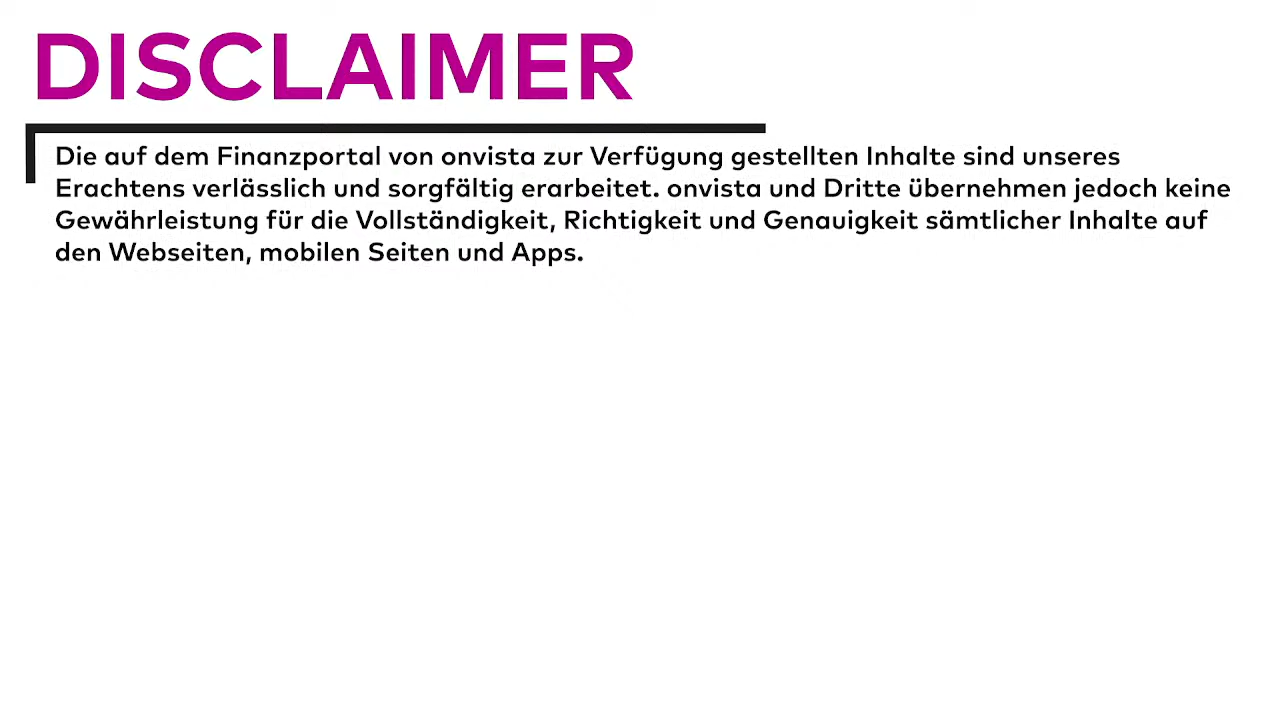 DISCLAIMER
Die auf dem Finanzportal von onvista zur Verfügung gestellten Inhalte sind unseres
Erachtens verlässlich und sorgfältig erarbeitet. onvista und Dritte übernehmen jedoch keine
Gewährleistung für die Vollständigkeit, Richtigkeit und Genauigkeit sämtlicher Inhalte auf
den Webseiten, mobilen Seiten und Apps.